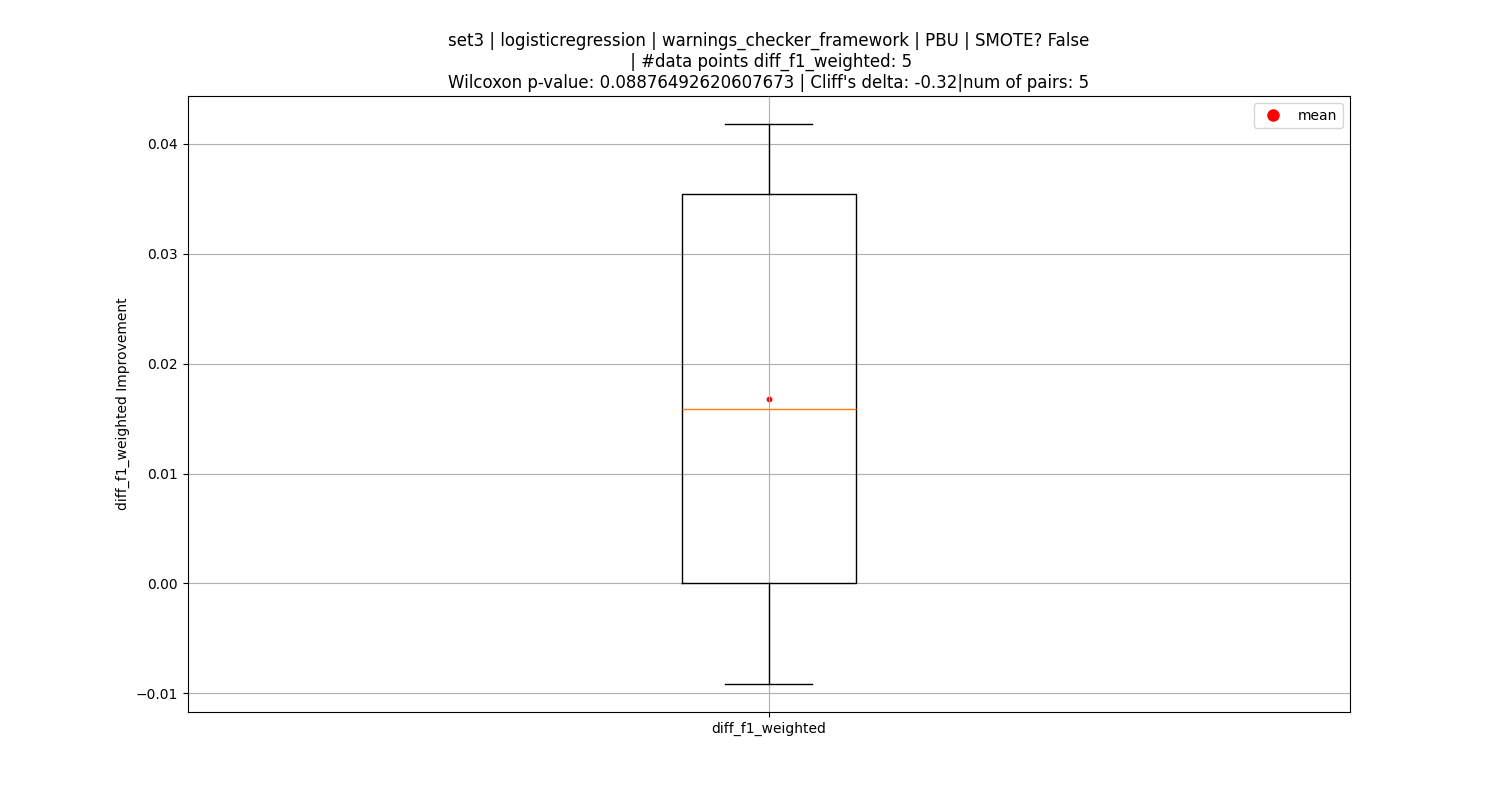 set3 | logisticregression | warnings_checker_framework | PBU | SMOTE? False
| #data points diff_f1_weighted: 5
Wilcoxon p-value: 0.08876492620607673 | Cliff's delta: -0.32|num of pairs: 5
mean
0.04
0.03
0.02
0.01
0.00
−0.01
diff_f1_weighted Improvement
diff_f1_weighted